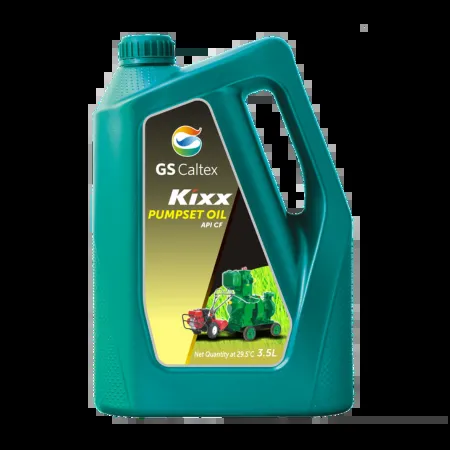 GS Caltex
Kixx
PUMPSET OIL
API CF
Net Quantity at 29.5°C 3.5L